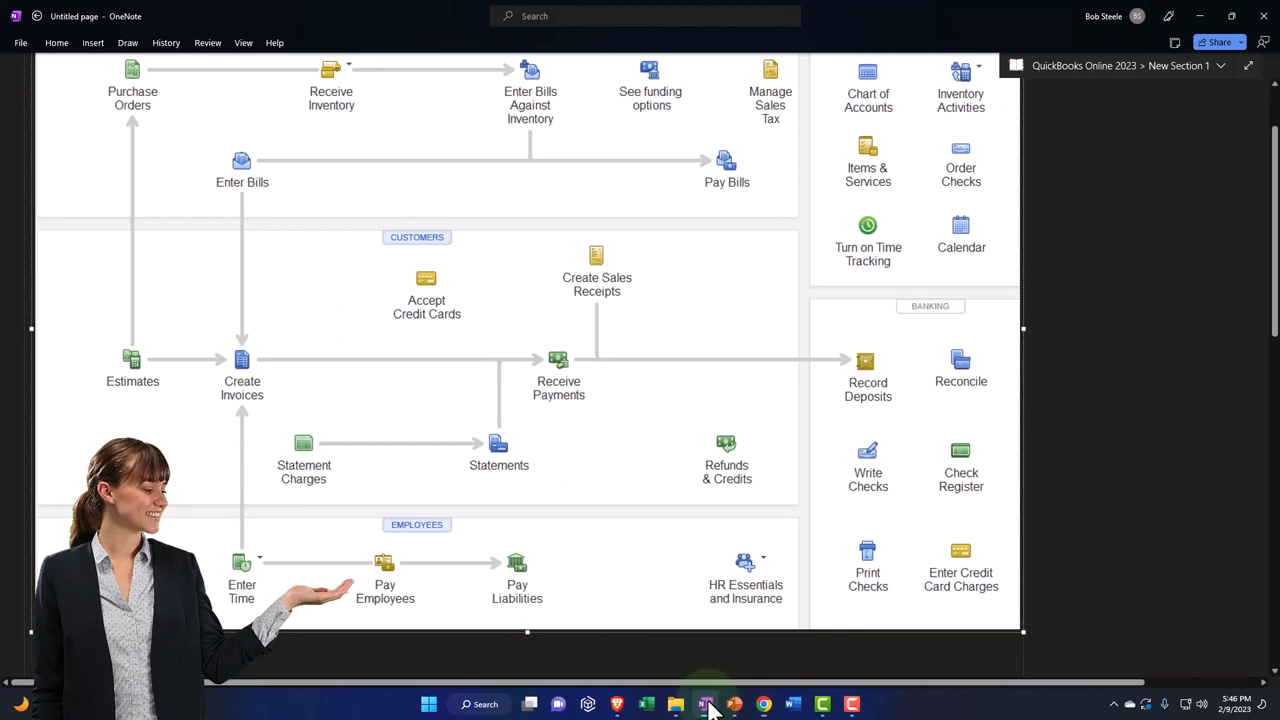 Untitled page - OneNote
Search
Bob Steele
BS
File
Home
Insert
Draw
History
Review
View
Help
Share
QuickBooks Online 2023 > New Section 1
Purchase
Orders
Receive
Inventory
Enter Bills
Against
Inventory
See funding
options
Manage
Sales
Tax
Chart of
Accounts
Inventory
Activities
Enter Bills
Pay Bills
Items &
Services
Order
Checks
Turn on Time
Tracking
Calendar
CUSTOMERS
Accept
Credit Cards
Create Sales
Receipts
BANKING
Estimates
Create
Invoices
Receive
Payments
Record
Deposits
Reconcile
Statement
Charges
Statements
Refunds
& Credits
Write
Checks
Check
Register
EMPLOYEES
Enter
Time
Pay
Employees
Pay
Liabilities
HR Essentials
and Insurance
Print
Checks
Enter Credit
Card Charges
Search
5:46 PM
2/9/2023